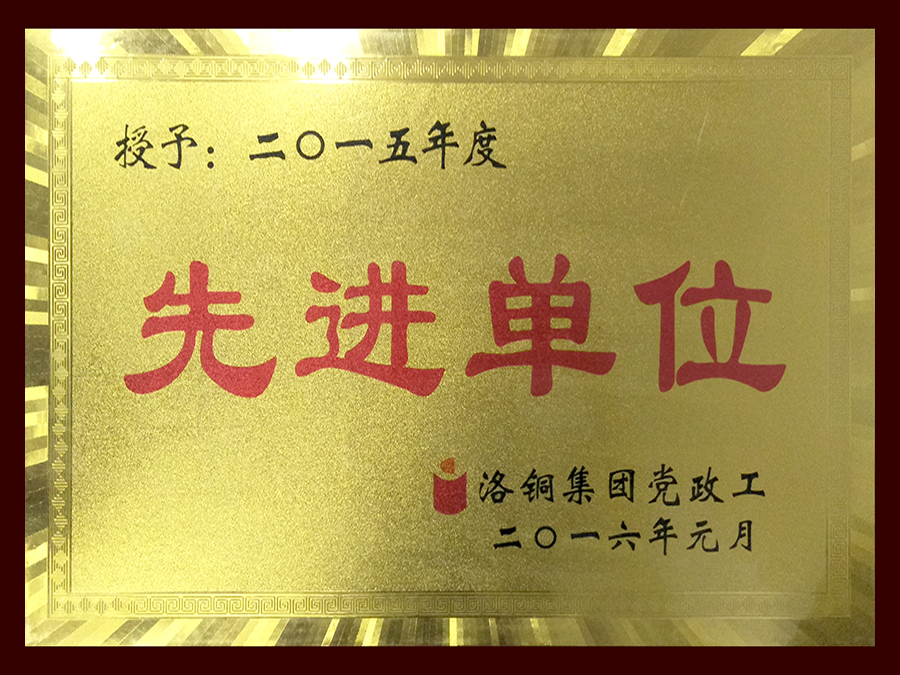 授予：二〇一五年度
先进单位
洛铜集团党政工
二〇一六年元月